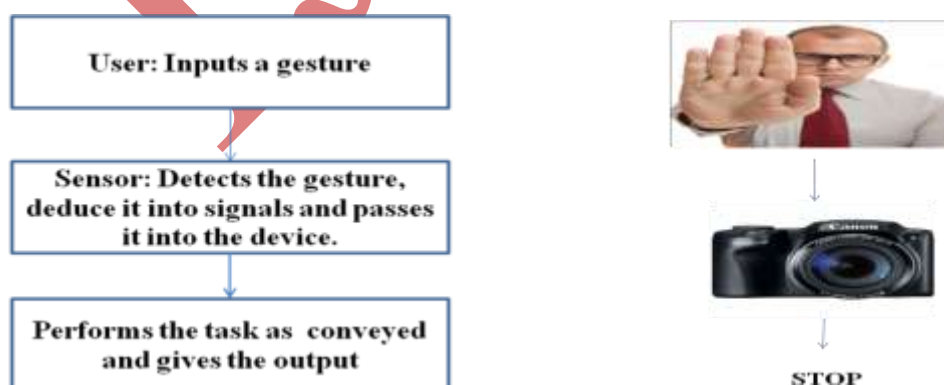 User: Inputs a gesture
Sensor: Detects the gesture,
deduce it into signals and passes
it into the device.
Performs the task as conveyed
and gives the output
Canon
STOP